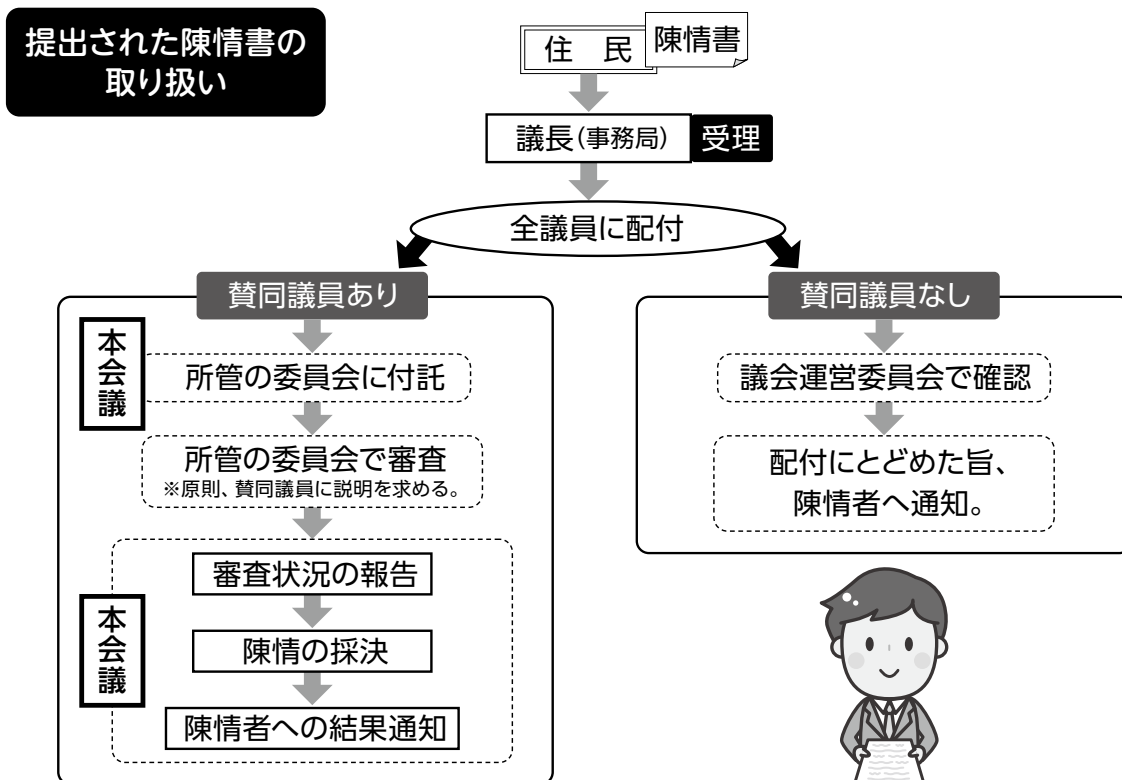 提出された陳情書の
取り扱い
住　民
陳情書
議長（事務局）
受理
全議員に配付
賛同議員あり
本会議
所管の委員会に付託
所管の委員会で審査
※原則、賛同議員に説明を求める。
本会議
審査状況の報告
陳情の採決
陳情者への結果通知
賛同議員なし
議会運営委員会で確認
配付にとどめた旨、
陳情者へ通知。